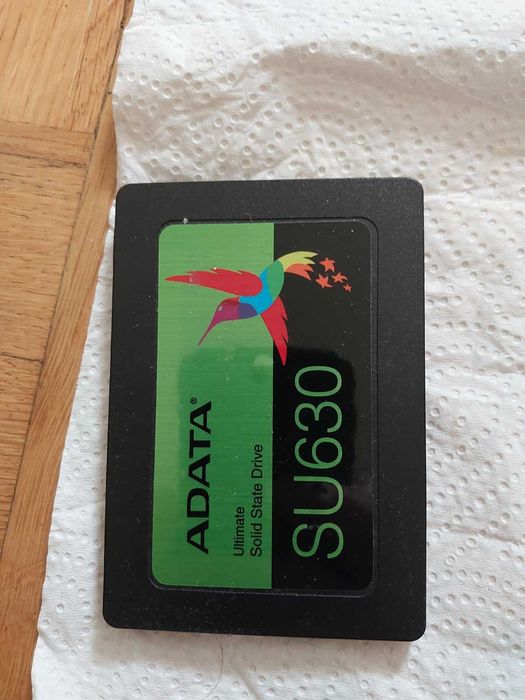 ADATA®
Ultimate
Solid State Drive
SU630